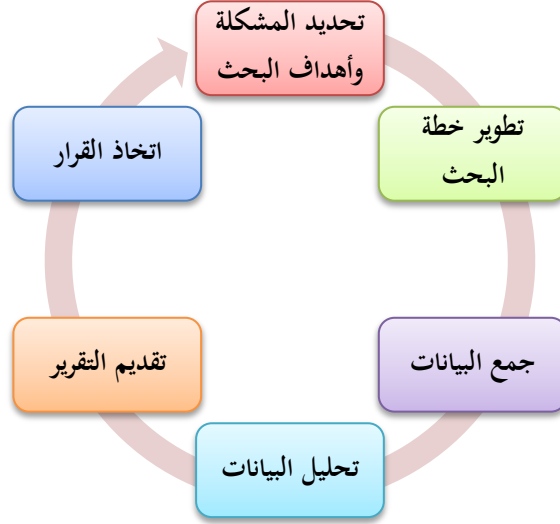 تحديد المشكلة
وأهداف البحث
تطوير خطة
البحث
جمع البيانات
تحليل البيانات
تقديم التقرير
اتخاذ القرار